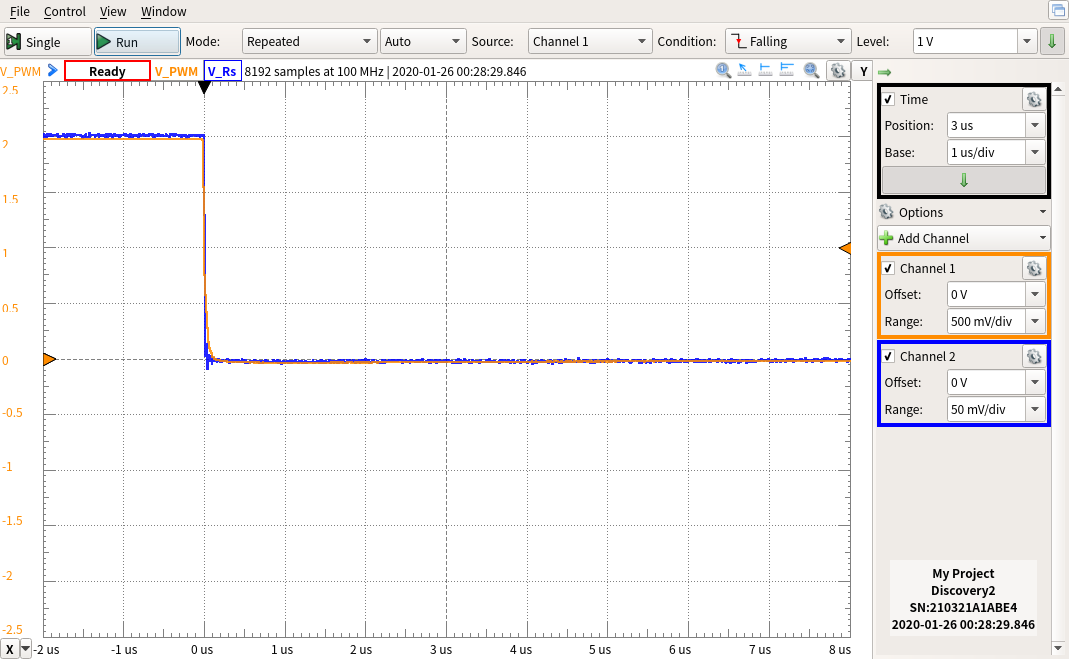 File Control View Window
Single Run Mode: Repeated Auto Source: Channel 1 Condition: Falling Level: 1 V
V_PWM Ready V_PWM V_Rs 8192 samples at 100 MHz | 2020-01-26 00:28:29.846 Y
2.5
2
1.5
1
0.5
0
-0.5
-1
-1.5
-2
-2.5
X -2 us -1 us 0 us 1 us 2 us 3 us 4 us 5 us 6 us 7 us 8 us
Time
Position: 3 us
Base: 1 us/div
Options
Add Channel
Channel 1
Offset: 0 V
Range: 500 mV/div
Channel 2
Offset: 0 V
Range: 50 mV/div
My Project
Discovery2
SN:210321A1ABE4
2020-01-26 00:28:29.846